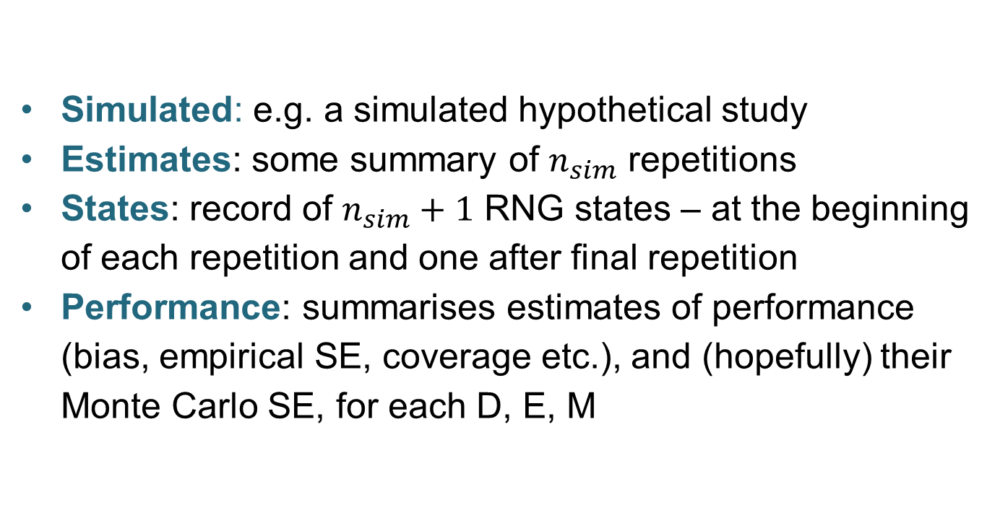 • Simulated: e.g. a simulated hypothetical study
• Estimates: some summary of $n_{sim}$ repetitions
• States: record of $n_{sim} + 1$ RNG states – at the beginning
of each repetition and one after final repetition
• Performance: summarises estimates of performance
(bias, empirical SE, coverage etc.), and (hopefully) their
Monte Carlo SE, for each D, E, M